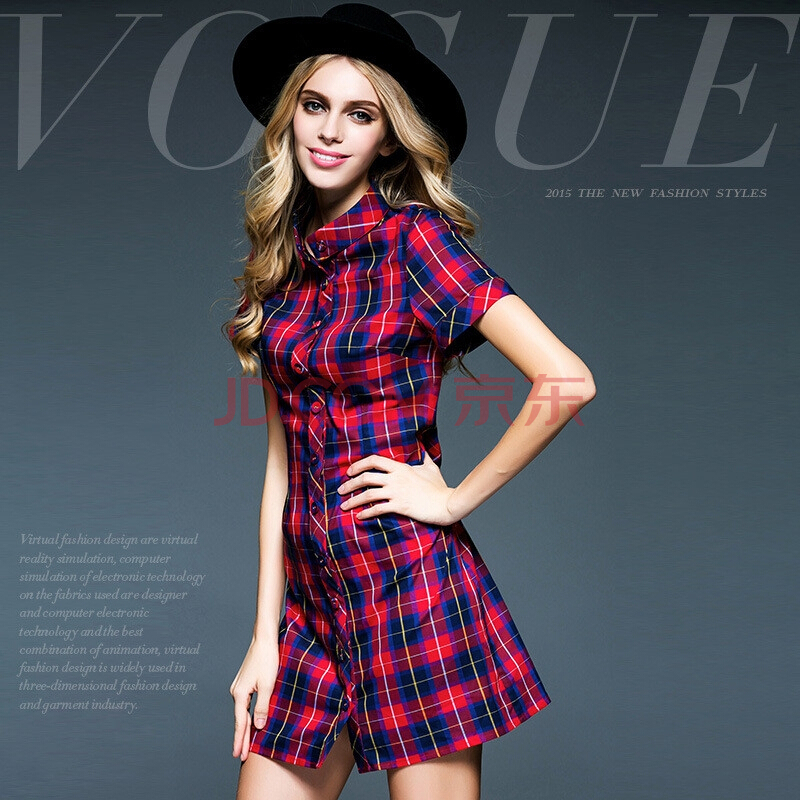 VOGUE
2015 THE NEW FASHION STYLES
JD.COM 京东
Virtual fashion design are virtual
reality simulation, computer
simulation of electronic technology
on the fabrics used are designer
and computer electronic
technology and the best
combination of animation, virtual
fashion design is widely used in
three-dimensional fashion design
and garment industry.